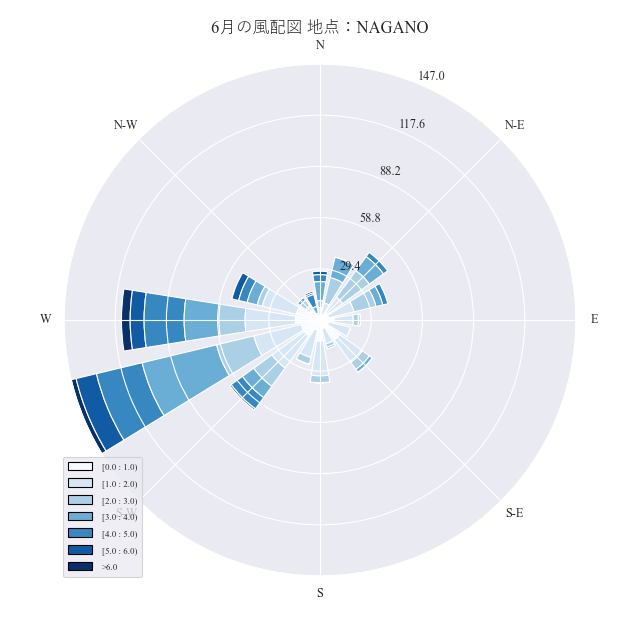 6月の風配図 地点：NAGANO
N
147.0
N-W
N-E
117.6
88.2
58.8
29.4
W
E
[0.0 : 1.0)
[1.0 : 2.0)
[2.0 : 3.0)
[3.0 : 4.0)
[4.0 : 5.0)
[5.0 : 6.0)
>6.0
S-W
S-E
S